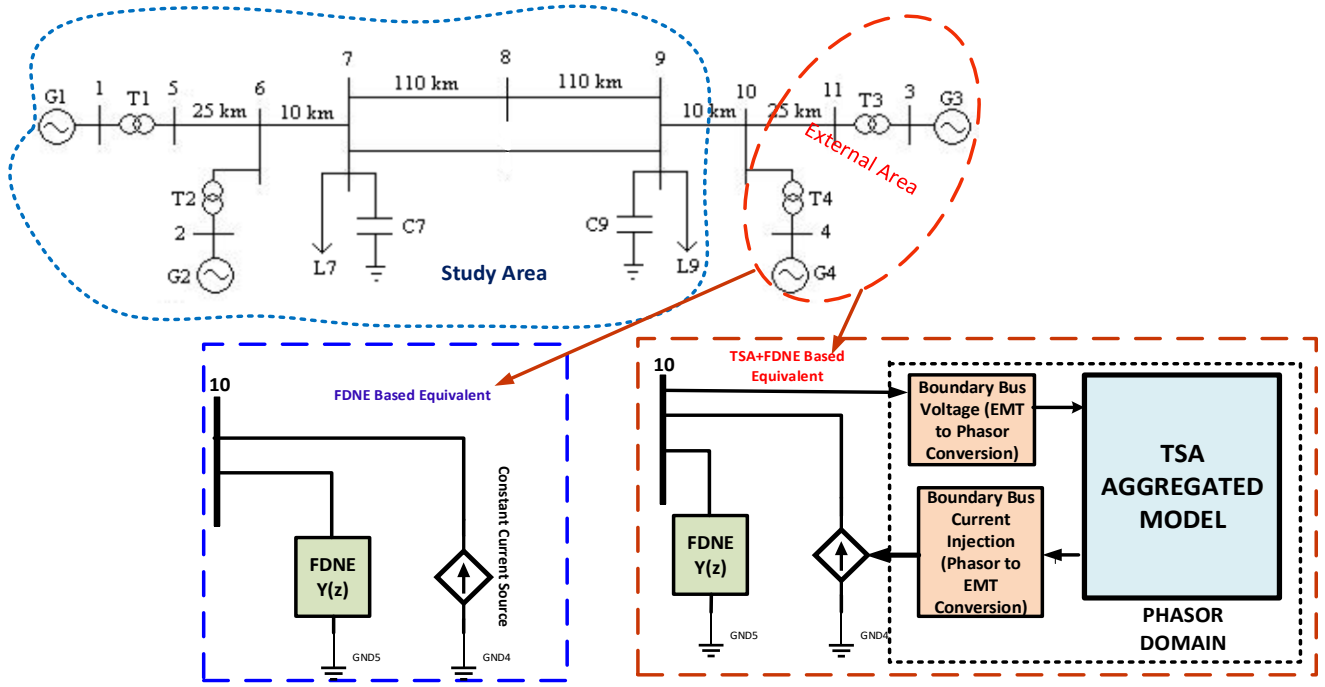 7
8
9
110 km
110 km
G1
1
T1
5
6
25 km
10 km
10 km
10
25 km
11
T3
3
G3
External Area
T2
2
G2
L7
C7
C9
L9
T4
4
G4
Study Area
10
FDNE Based Equivalent
FDNE
Y(z)
Constant Current Source
GND5
GND4
10
TSA+FDNE Based
Equivalent
Boundary Bus
Voltage (EMT
to Phasor
Conversion)
TSA
AGGREGATED
MODEL
Boundary Bus
Current
Injection
(Phasor to
EMT
Conversion)
FDNE
Y(z)
GND5
GND4
PHASOR
DOMAIN